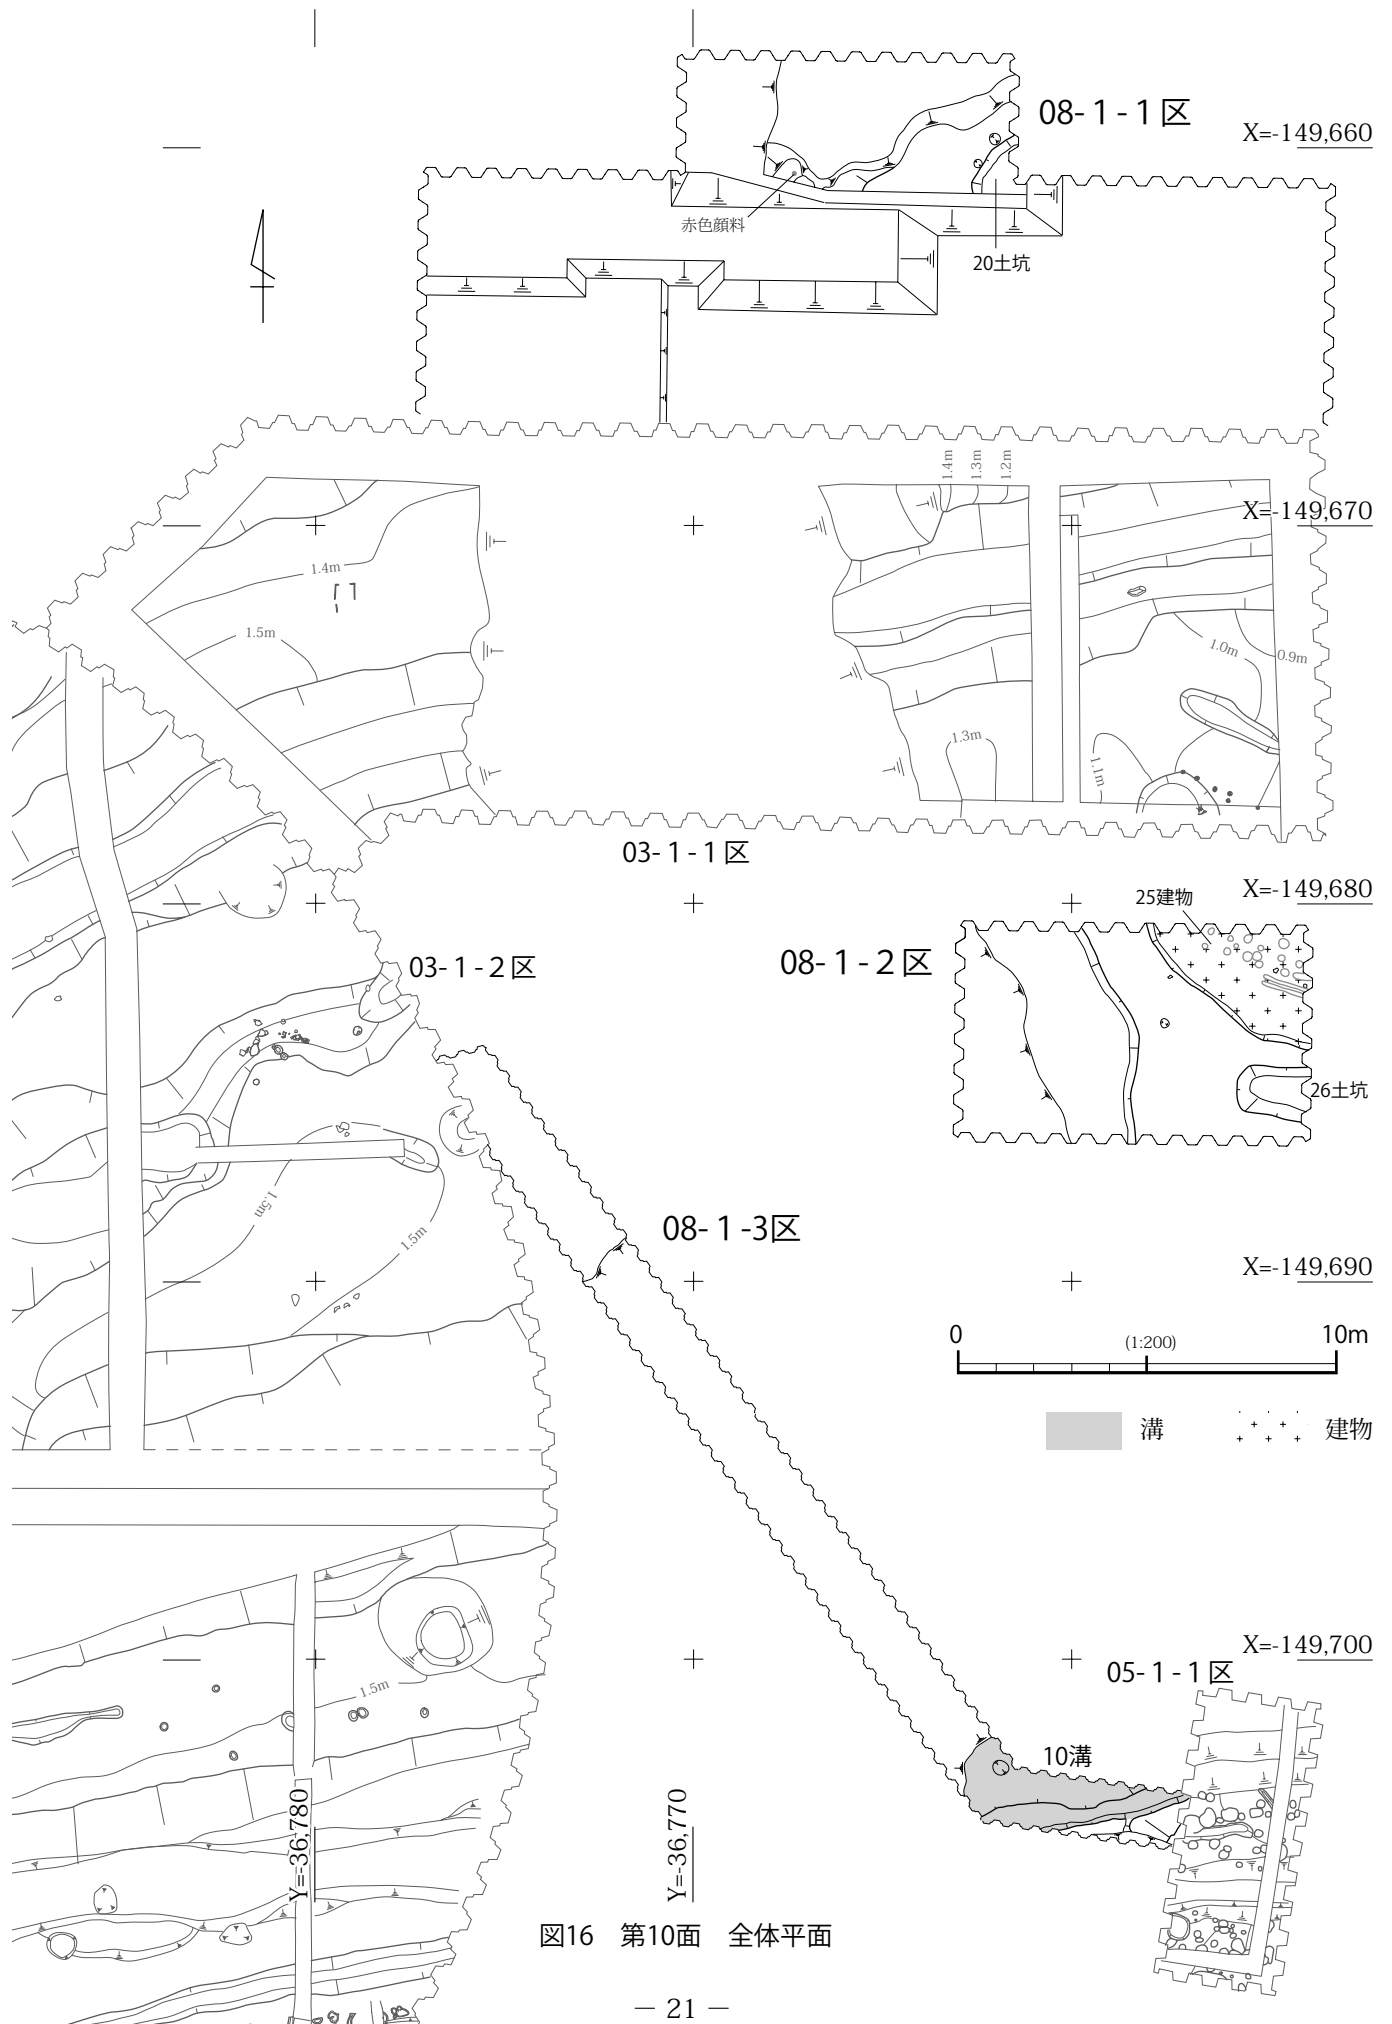 08-１-１区
X=-149,660
赤色顔料
20土坑
1.4m
1.3m
1.2m
X=-149,670
1.4m
1.5m
1.0m
0.9m
1.3m
1.1m
03-１-１区
25建物
X=-149,680
03-１-２区
08-１-２区
26土坑
1.5m
1.5m
08-１-3区
X=-149,690
0
(1:200)
10m
溝
建物
X=-149,700
05-１-１区
1.5m
10溝
Y=-36,780
Y=-36,770
図16　第10面　全体平面
― 21 ―